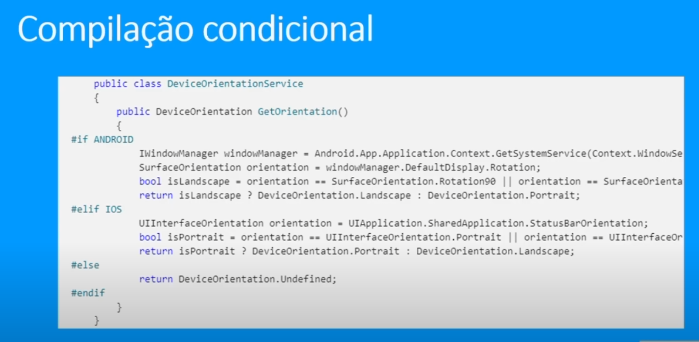 Compilação condicional
public class DeviceOrientationService
{
public DeviceOrientation GetOrientation()
{
#if ANDROID
IWindowManager windowManager = Android.App.Application.Context.GetSystemService(Context.WindowSe
SurfaceOrientation orientation = windowManager.DefaultDisplay.Rotation;
bool isLandscape = orientation == SurfaceOrientation.Rotation90 || orientation == SurfaceOrienta
return isLandscape ? DeviceOrientation.Landscape : DeviceOrientation.Portrait;
#elif IOS
UIInterfaceOrientation orientation = UIApplication.SharedApplication.StatusBarOrientation;
bool isPortrait = orientation == UIInterfaceOrientation.Portrait || orientation == UIInterfaceOr
return isPortrait ? DeviceOrientation.Portrait : DeviceOrientation.Landscape;
#else
return DeviceOrientation.Undefined;
#endif
}
}